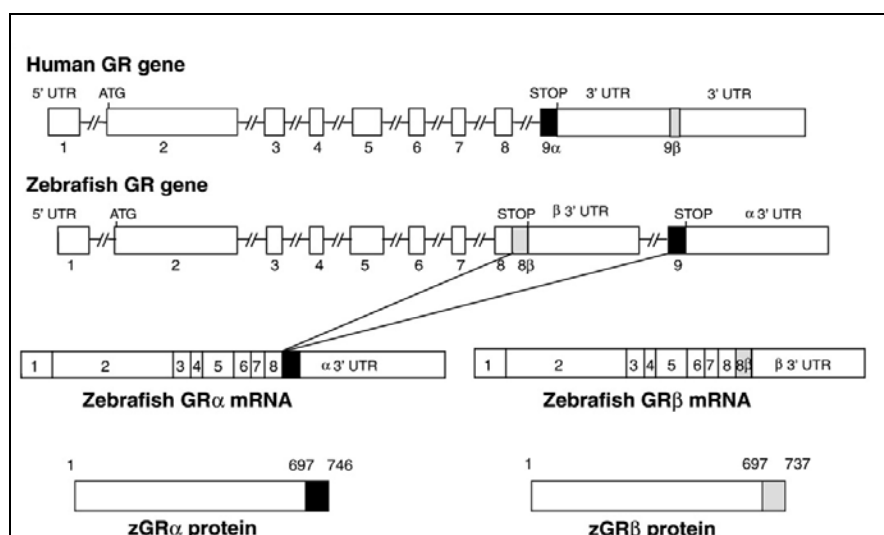 Human GR gene
5' UTR ATG STOP 3' UTR 3' UTR
1 2 3 4 5 6 7 8 9α 9β
Zebrafish GR gene
5' UTR ATG STOP β 3' UTR STOP α 3' UTR
1 2 3 4 5 6 7 8 8β 9
1 2 3 4 5 6 7 8 α 3' UTR 1 2 3 4 5 6 7 8 8β β 3' UTR
Zebrafish GRα mRNA Zebrafish GRβ mRNA
1 697 746 1 697 737
zGRα protein zGRβ protein